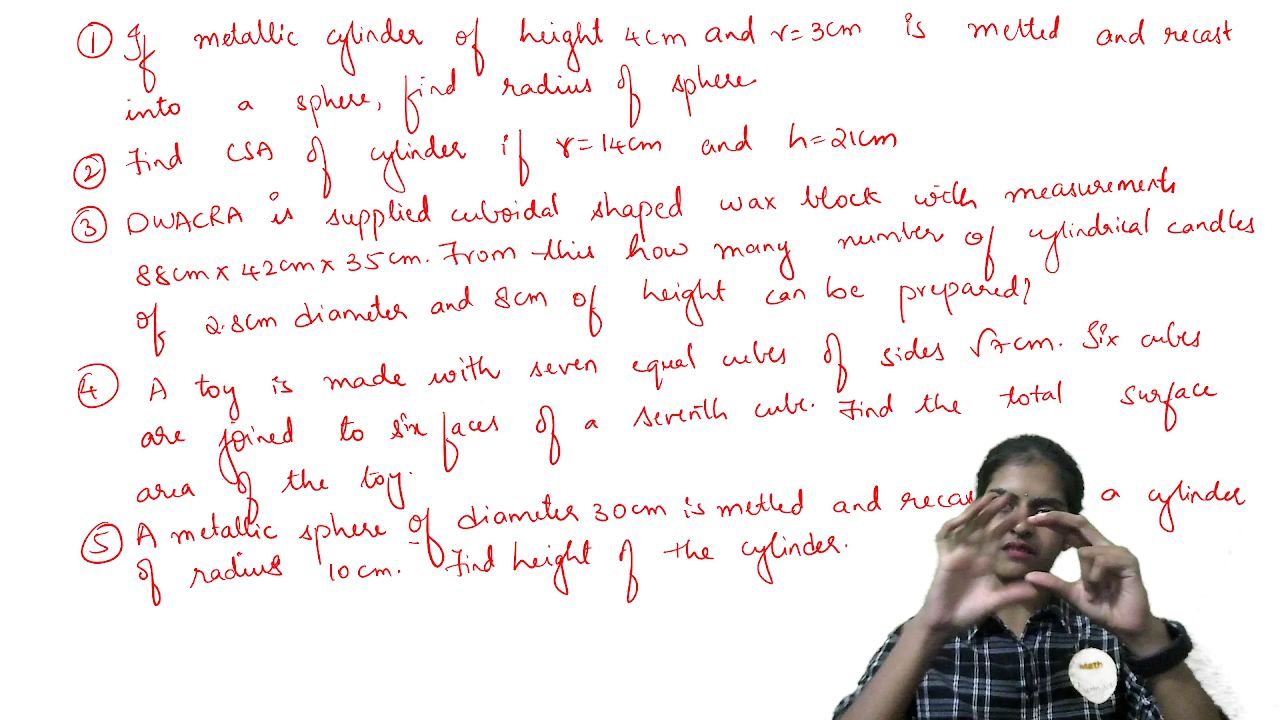 ① If metallic cylinder of height 4cm and r=3cm is melted and recast
into a sphere, find radius of sphere
② Find CSA of cylinder if r=14cm and h=21cm
③ DWACRA is supplied cuboidal shaped wax block with measurements
88cm x 42cm x 35cm. From this how many number of cylindrical candles
of 2.8cm diameter and 8cm of height can be prepared?
④ A toy is made with seven equal cubes of sides √7cm. Six cubes
are joined to six faces of a seventh cube. Find the total surface
area of the toy.
⑤ A metallic sphere of diameter 30cm is metled and recas a cylinder
of radius 10cm. Find height of the cylinder.
Math